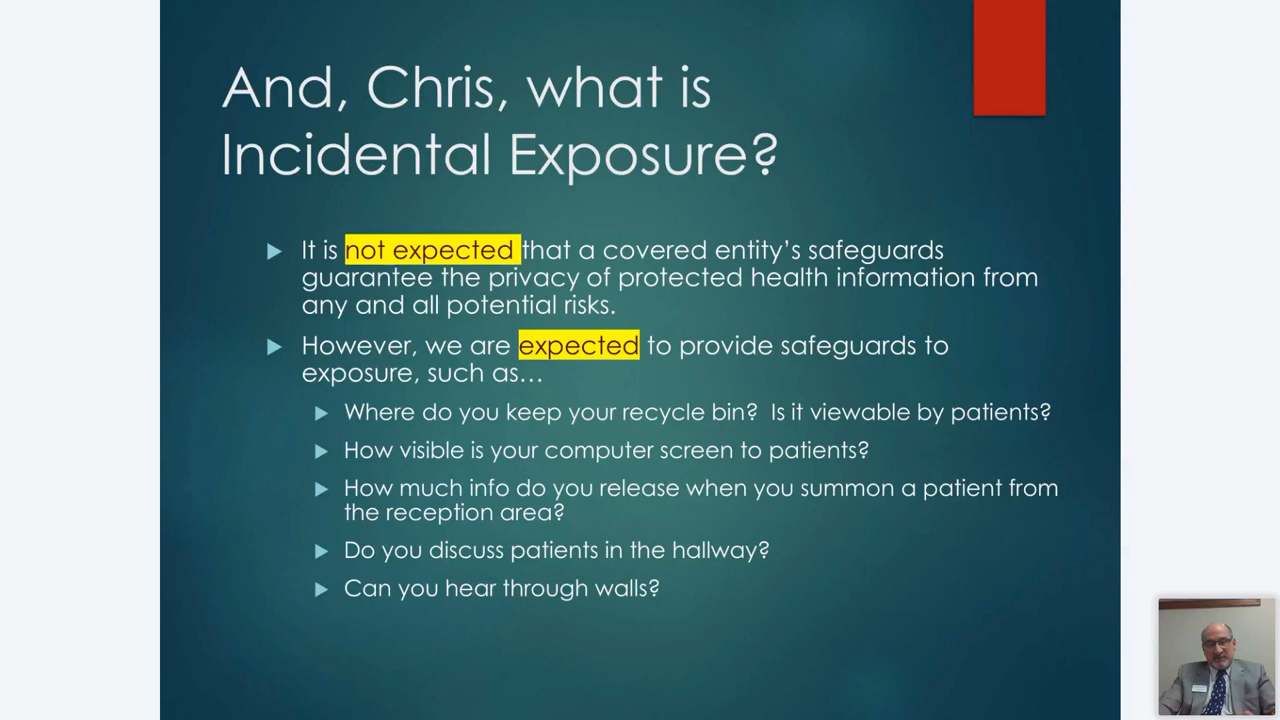 And, Chris, what is
Incidental Exposure?
It is not expected that a covered entity’s safeguards
guarantee the privacy of protected health information from
any and all potential risks.
However, we are expected to provide safeguards to
exposure, such as…
Where do you keep your recycle bin?  Is it viewable by patients?
How visible is your computer screen to patients?
How much info do you release when you summon a patient from
the reception area?
Do you discuss patients in the hallway?
Can you hear through walls?